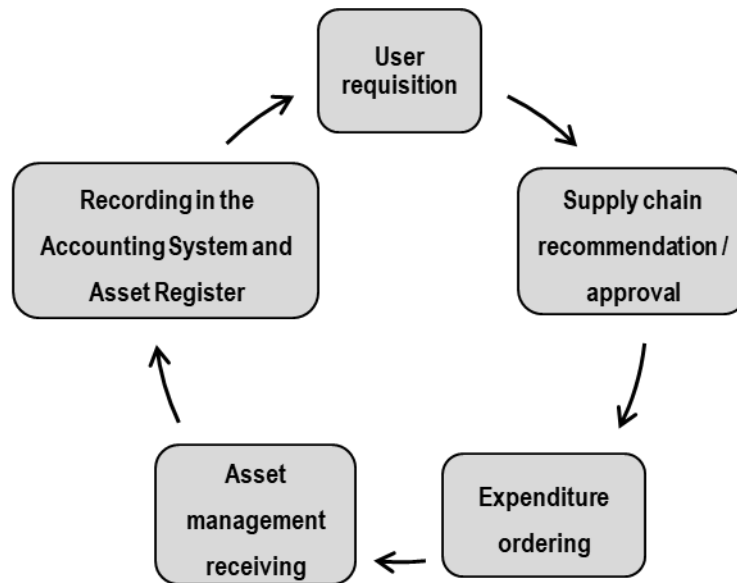 User
requisition
Supply chain
recommendation /
approval
Expenditure
ordering
Asset
management
receiving
Recording in the
Accounting System and
Asset Register